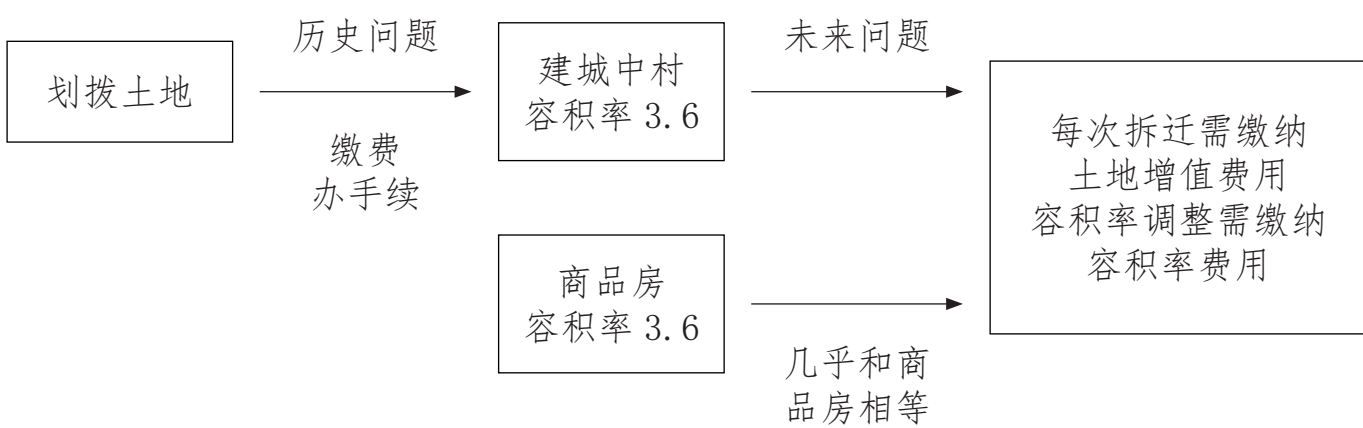 划拨土地
历史问题
缴费
办手续
建城中村
容积率 3.6
未来问题
商品房
容积率 3.6
几乎和商
品房相等
每次拆迁需缴纳
土地增值费用
容积率调整需缴纳
容积率费用